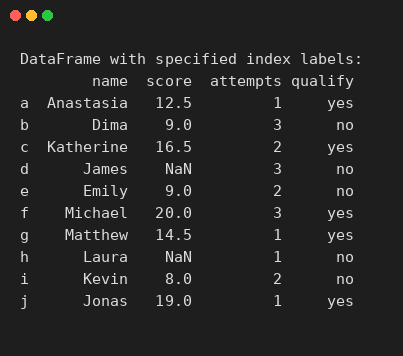 DataFrame with specified index labels:
        name  score  attempts qualify
a  Anastasia   12.5         1     yes
b       Dima    9.0         3      no
c  Katherine   16.5         2     yes
d      James    NaN         3      no
e      Emily    9.0         2      no
f    Michael   20.0         3     yes
g    Matthew   14.5         1     yes
h      Laura    NaN         1      no
i      Kevin    8.0         2      no
j      Jonas   19.0         1     yes